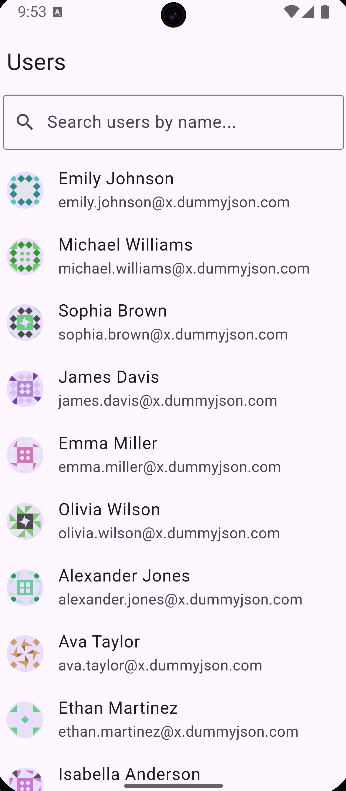 9:53 A
Users
Search users by name...
Emily Johnson
emily.johnson@x.dummyjson.com
Michael Williams
michael.williams@x.dummyjson.com
Sophia Brown
sophia.brown@x.dummyjson.com
James Davis
james.davis@x.dummyjson.com
Emma Miller
emma.miller@x.dummyjson.com
Olivia Wilson
olivia.wilson@x.dummyjson.com
Alexander Jones
alexander.jones@x.dummyjson.com
Ava Taylor
ava.taylor@x.dummyjson.com
Ethan Martinez
ethan.martinez@x.dummyjson.com
Isabella Anderson